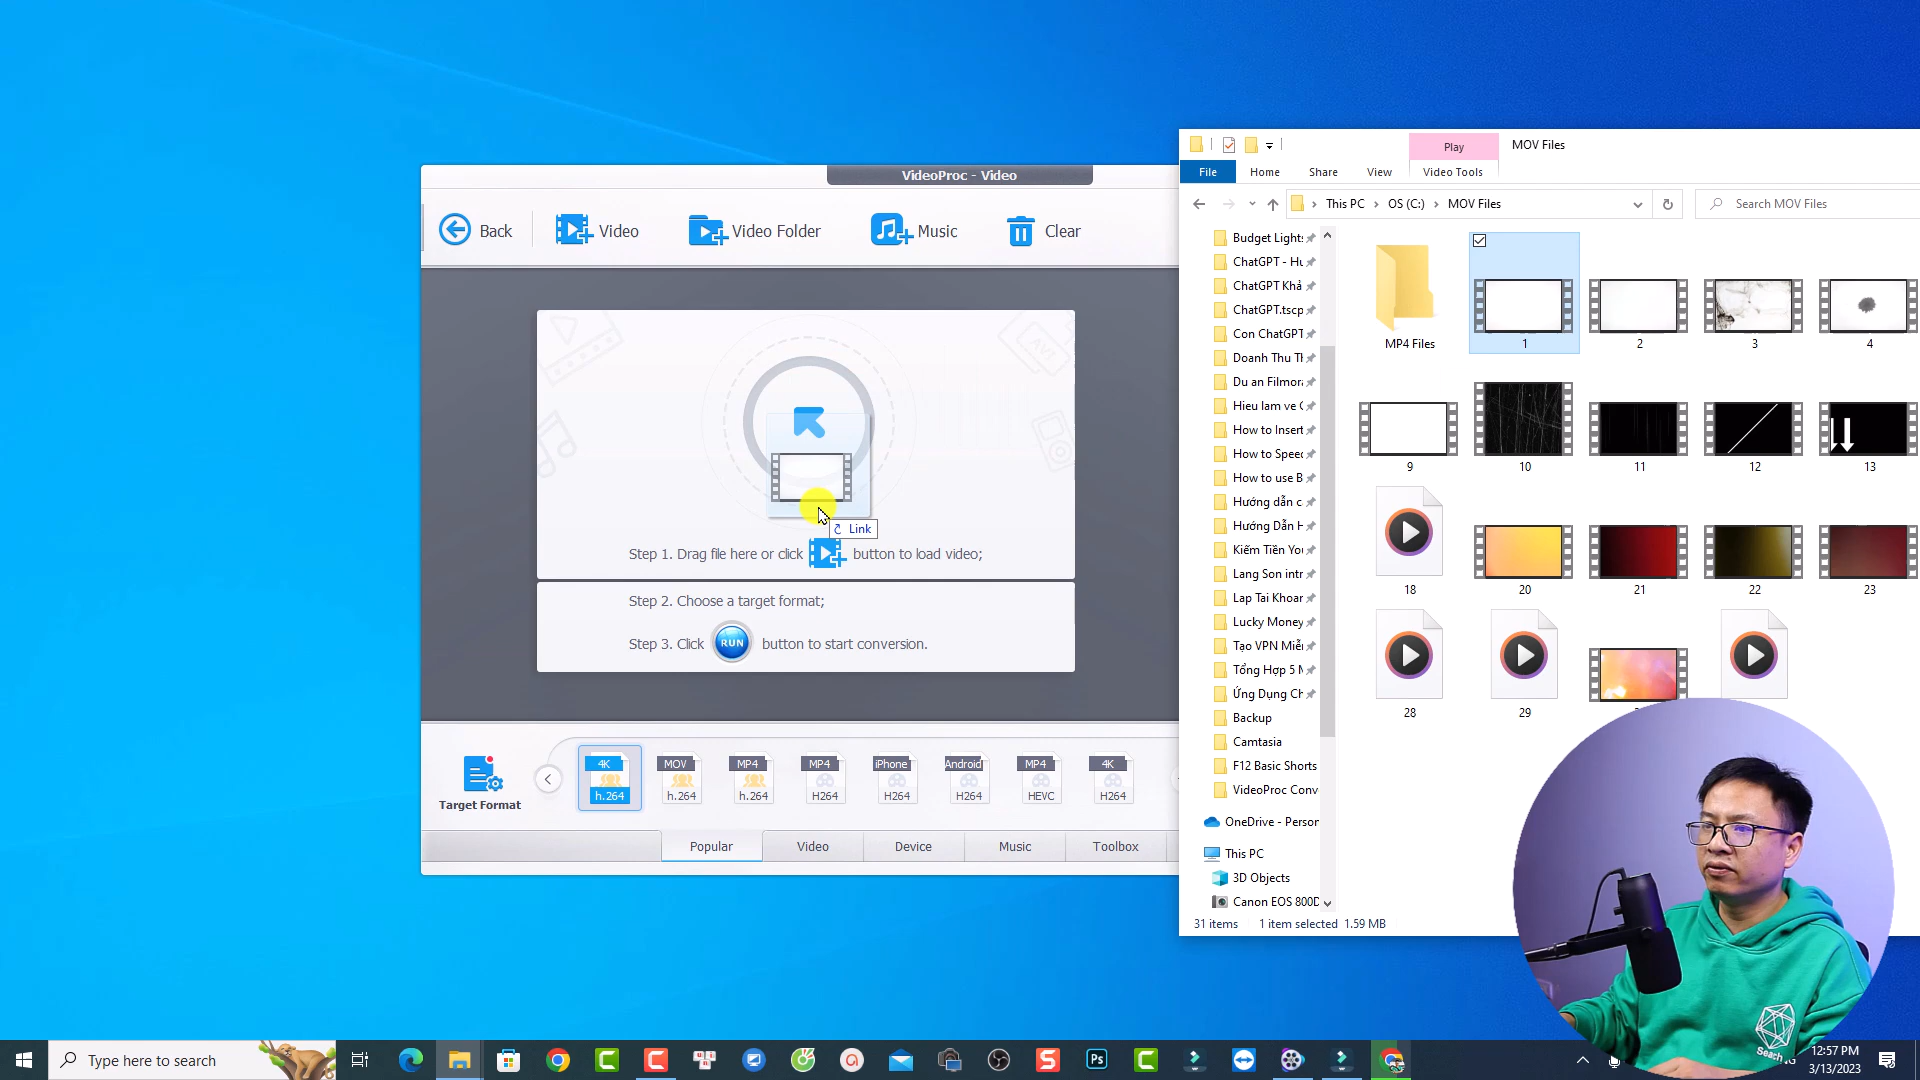 VideoProc - Video
Back
Video
Video Folder
Music
Clear
Link
Step 1. Drag file here or click button to load video;
Step 2. Choose a target format;
Step 3. Click RUN button to start conversion.
Target Format
4K
h.264
MOV
h.264
MP4
h.264
MP4
H264
iPhone
H264
Android
H264
MP4
HEVC
4K
H264
Popular
Video
Device
Music
Toolbox
Play
MOV Files
File
Home
Share
View
Video Tools
This PC
OS (C:)
MOV Files
Search MOV Files
Budget Light
ChatGPT - Hư
ChatGPT Khả
ChatGPT.tscp
Con ChatGPT
Doanh Thu Th
Du an Filmor
Hieu lam ve C
How to Insert
How to Speed
How to use B
Hướng dẫn c
Hướng Dẫn H
Kiếm Tiền Yo
Lang Son intr
Lap Tai Khoar
Lucky Money
Tạo VPN Miễ
Tổng Hợp 5 M
Ứng Dụng Ch
Backup
Camtasia
F12 Basic Shorts
VideoProc Conv
OneDrive - Person
This PC
3D Objects
Canon EOS 800D
MP4 Files
1
2
3
4
9
10
11
12
13
18
20
21
22
23
28
29
31 items
1 item selected 1.59 MB
Type here to search
12:57 PM
3/13/2023